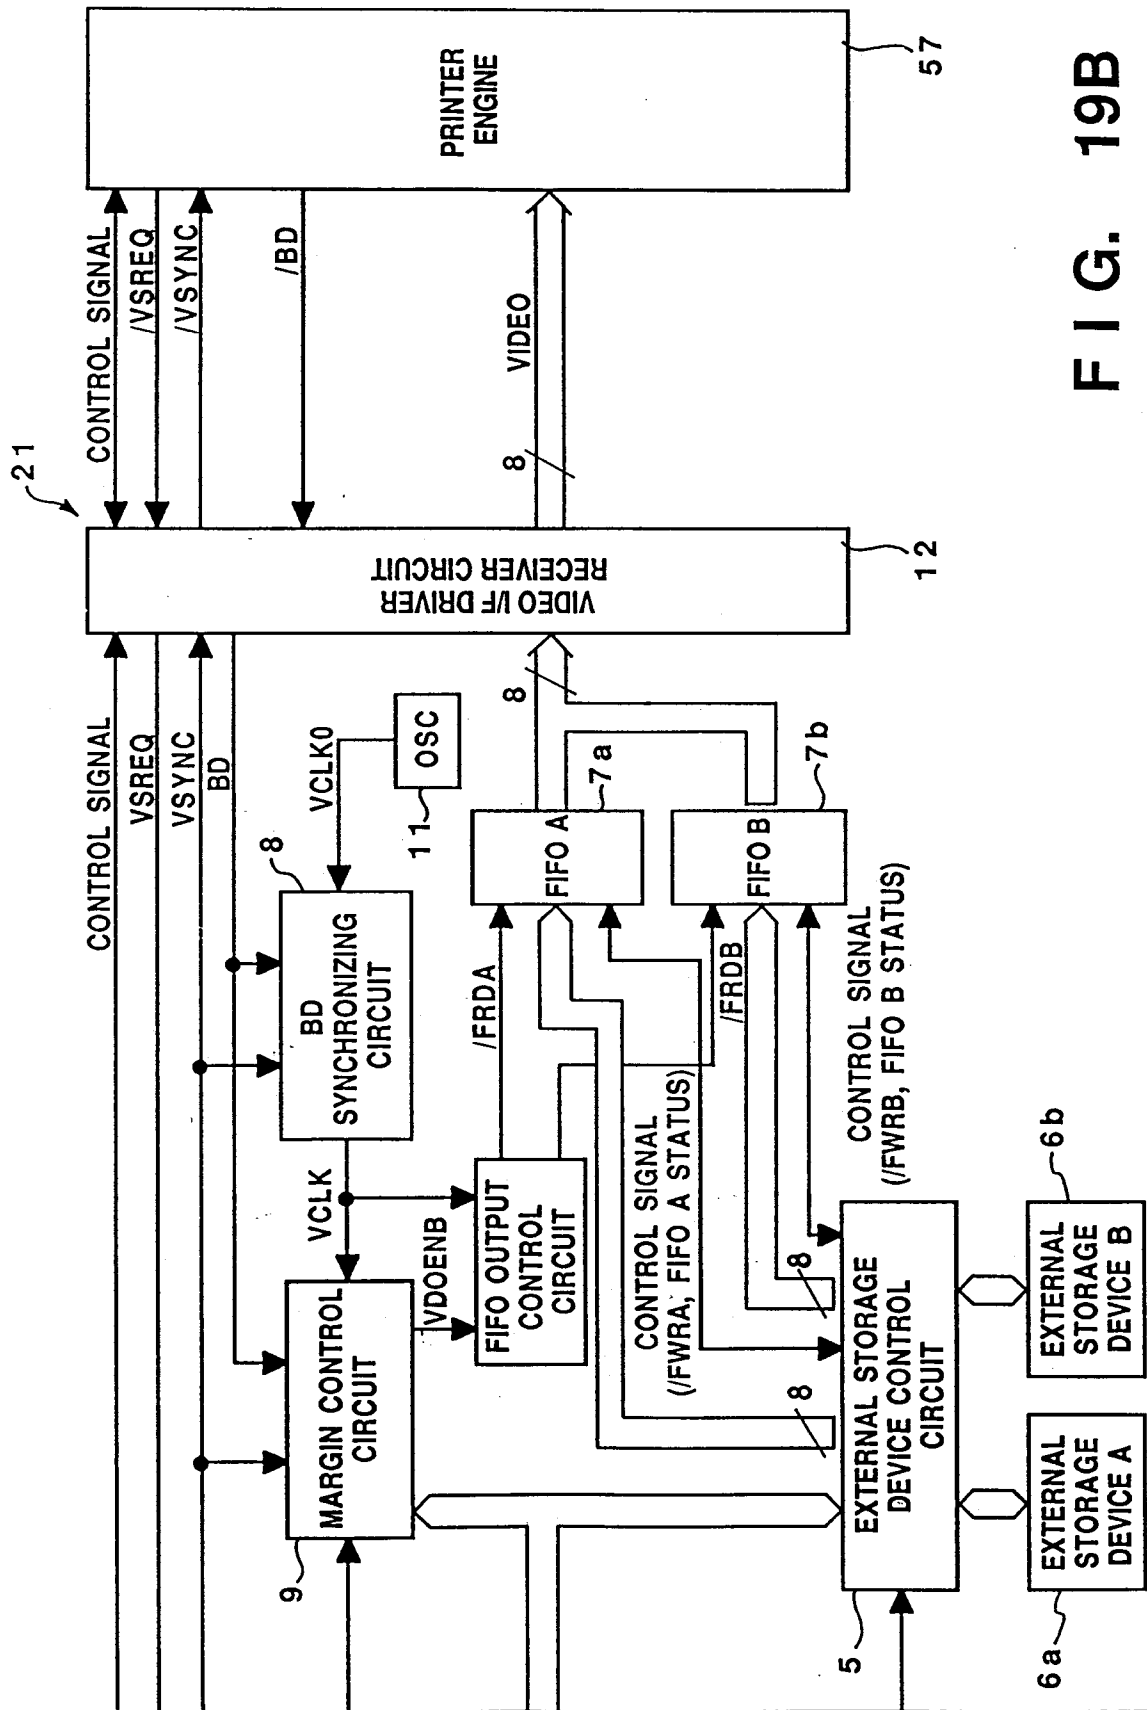 21
CONTROL SIGNAL
/VSREQ
/VSYNC
/BD
VIDEO
8
PRINTER
ENGINE
57
VIDEO I/F DRIVER
RECEIVER CIRCUIT
12
CONTROL SIGNAL
VSREQ
VSYNC
BD
VCLK0
OSC
11
8
BD
SYNCHRONIZING
CIRCUIT
VCLK
9
MARGIN CONTROL
CIRCUIT
VDOENB
FIFO OUTPUT
CONTROL
CIRCUIT
/FRDA
/FRDB
FIFO A
7a
FIFO B
7b
8
CONTROL SIGNAL
(/FWRA, FIFO A STATUS)
CONTROL SIGNAL
(/FWRB, FIFO B STATUS)
8
8
5
EXTERNAL STORAGE
DEVICE CONTROL
CIRCUIT
6a
EXTERNAL
STORAGE
DEVICE A
6b
EXTERNAL
STORAGE
DEVICE B
FIG. 19B